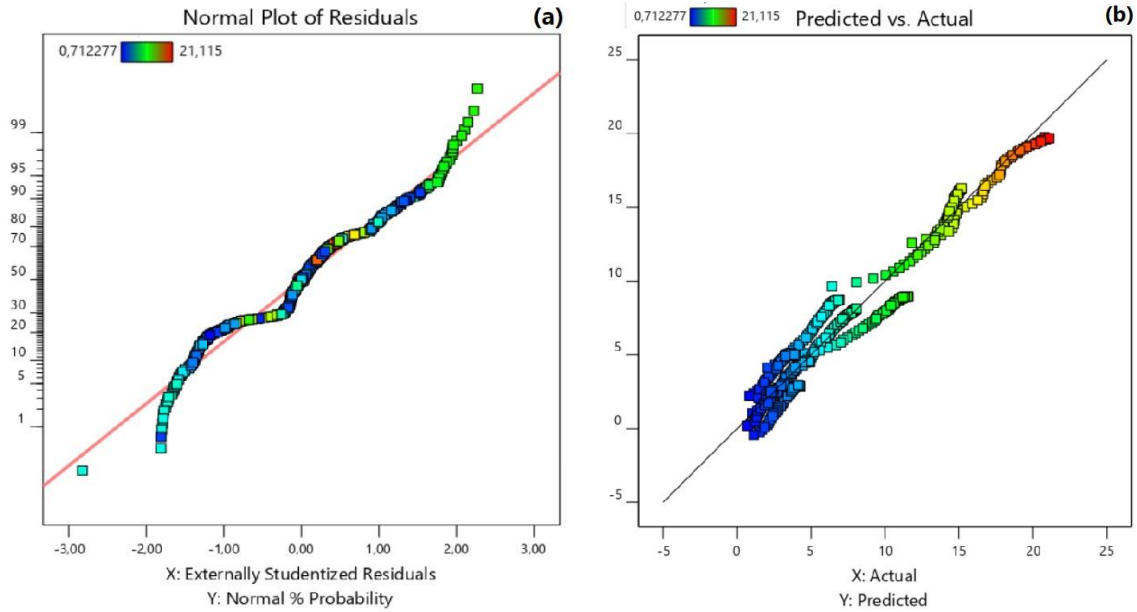 Normal Plot of Residuals (a)
0,712277 21,115
99
95
90
80
70
50
30
20
10
5
1
-3,00 -2,00 -1,00 0,00 1,00 2,00 3,00
X: Externally Studentized Residuals
Y: Normal % Probability
0,712277 21,115 (b)
Predicted vs. Actual
25
20
15
10
5
0
-5
-5 0 5 10 15 20 25
X: Actual
Y: Predicted